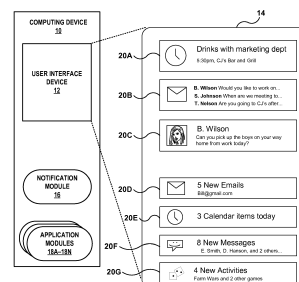 COMPUTING DEVICE
10
USER INTERFACE
DEVICE
12
NOTIFICATION
MODULE
16
APPLICATION
MODULES
18A–18N
14
20A
Drinks with marketing dept
5:30pm, CJ's Bar and Grill
20B
B. Wilson Would you like to work on...
S. Johnson When are we meeting to...
T. Nelson Are you going to CJ's after...
20C
B. Wilson
Can you pick up the boys on your way
home from work today?
20D
5 New Emails
Bill@gmail.com
20E
3 Calendar items today
20F
8 New Messages
E. Smith, D. Hanson, and 2 others...
20G
4 New Activities
Farm Wars and 2 other games